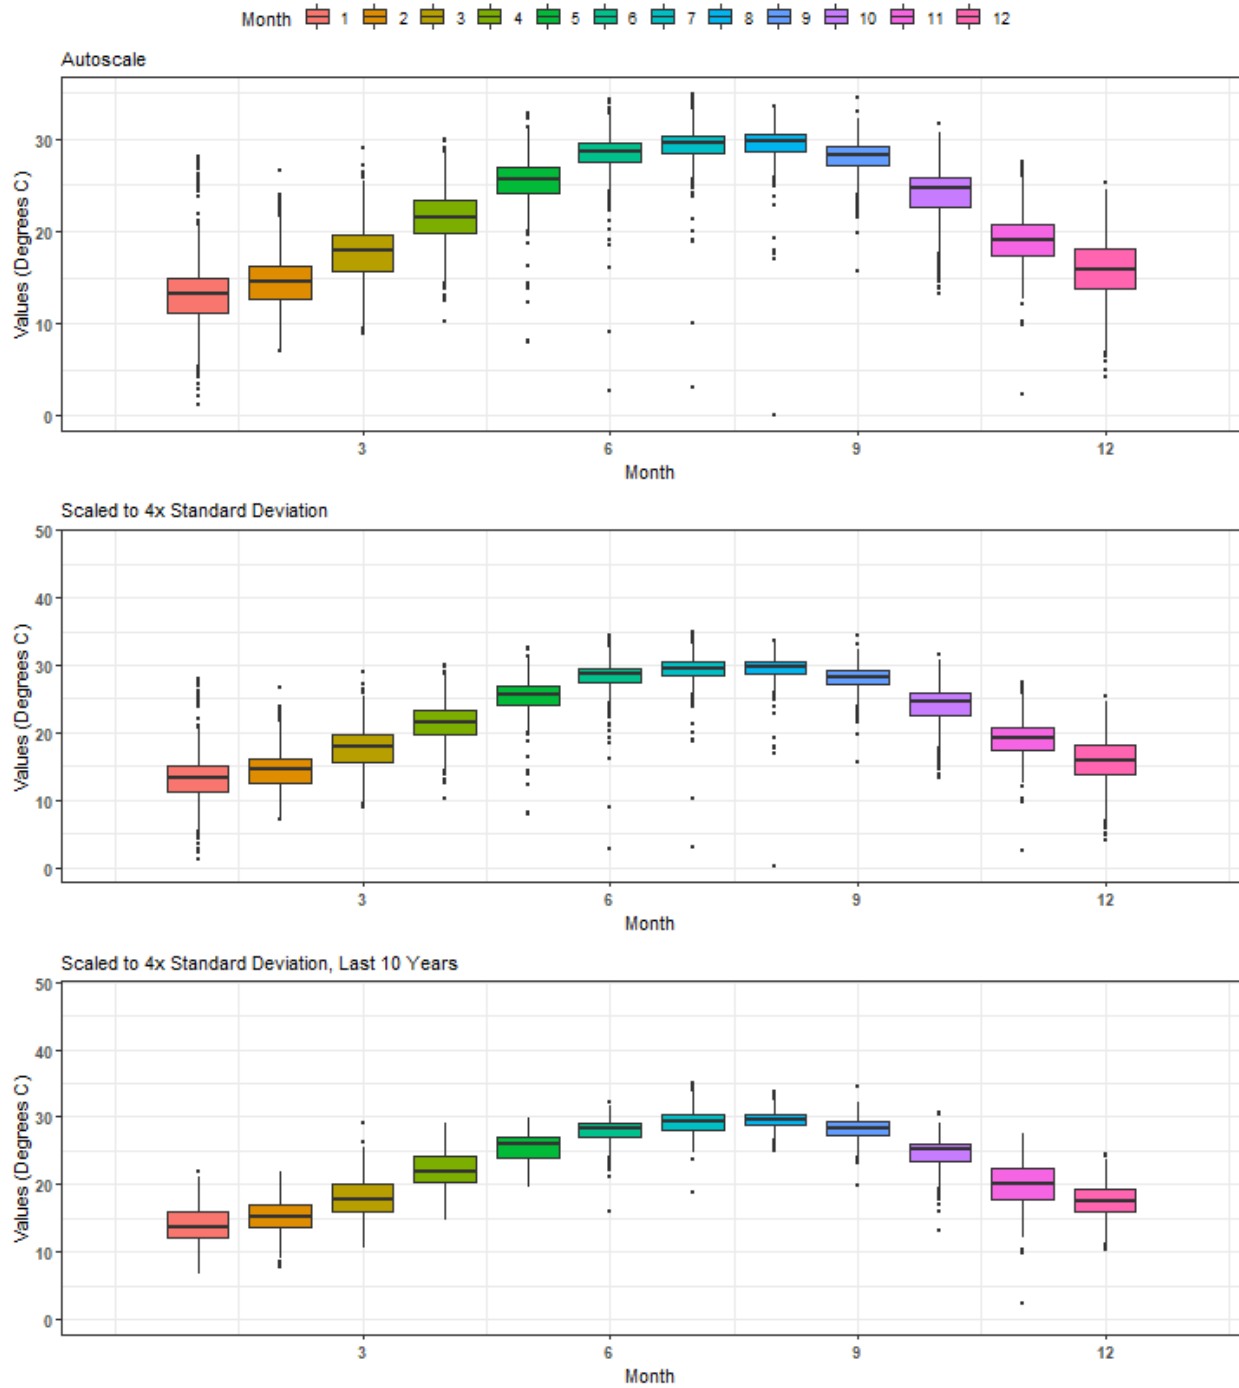 Month 1 2 3 4 5 6 7 8 9 10 11 12
Autoscale
Values (Degrees C)
30
20
10
0
3 6 9 12
Month
Scaled to 4x Standard Deviation
Values (Degrees C)
50
40
30
20
10
0
3 6 9 12
Month
Scaled to 4x Standard Deviation, Last 10 Years
Values (Degrees C)
50
40
30
20
10
0
3 6 9 12
Month